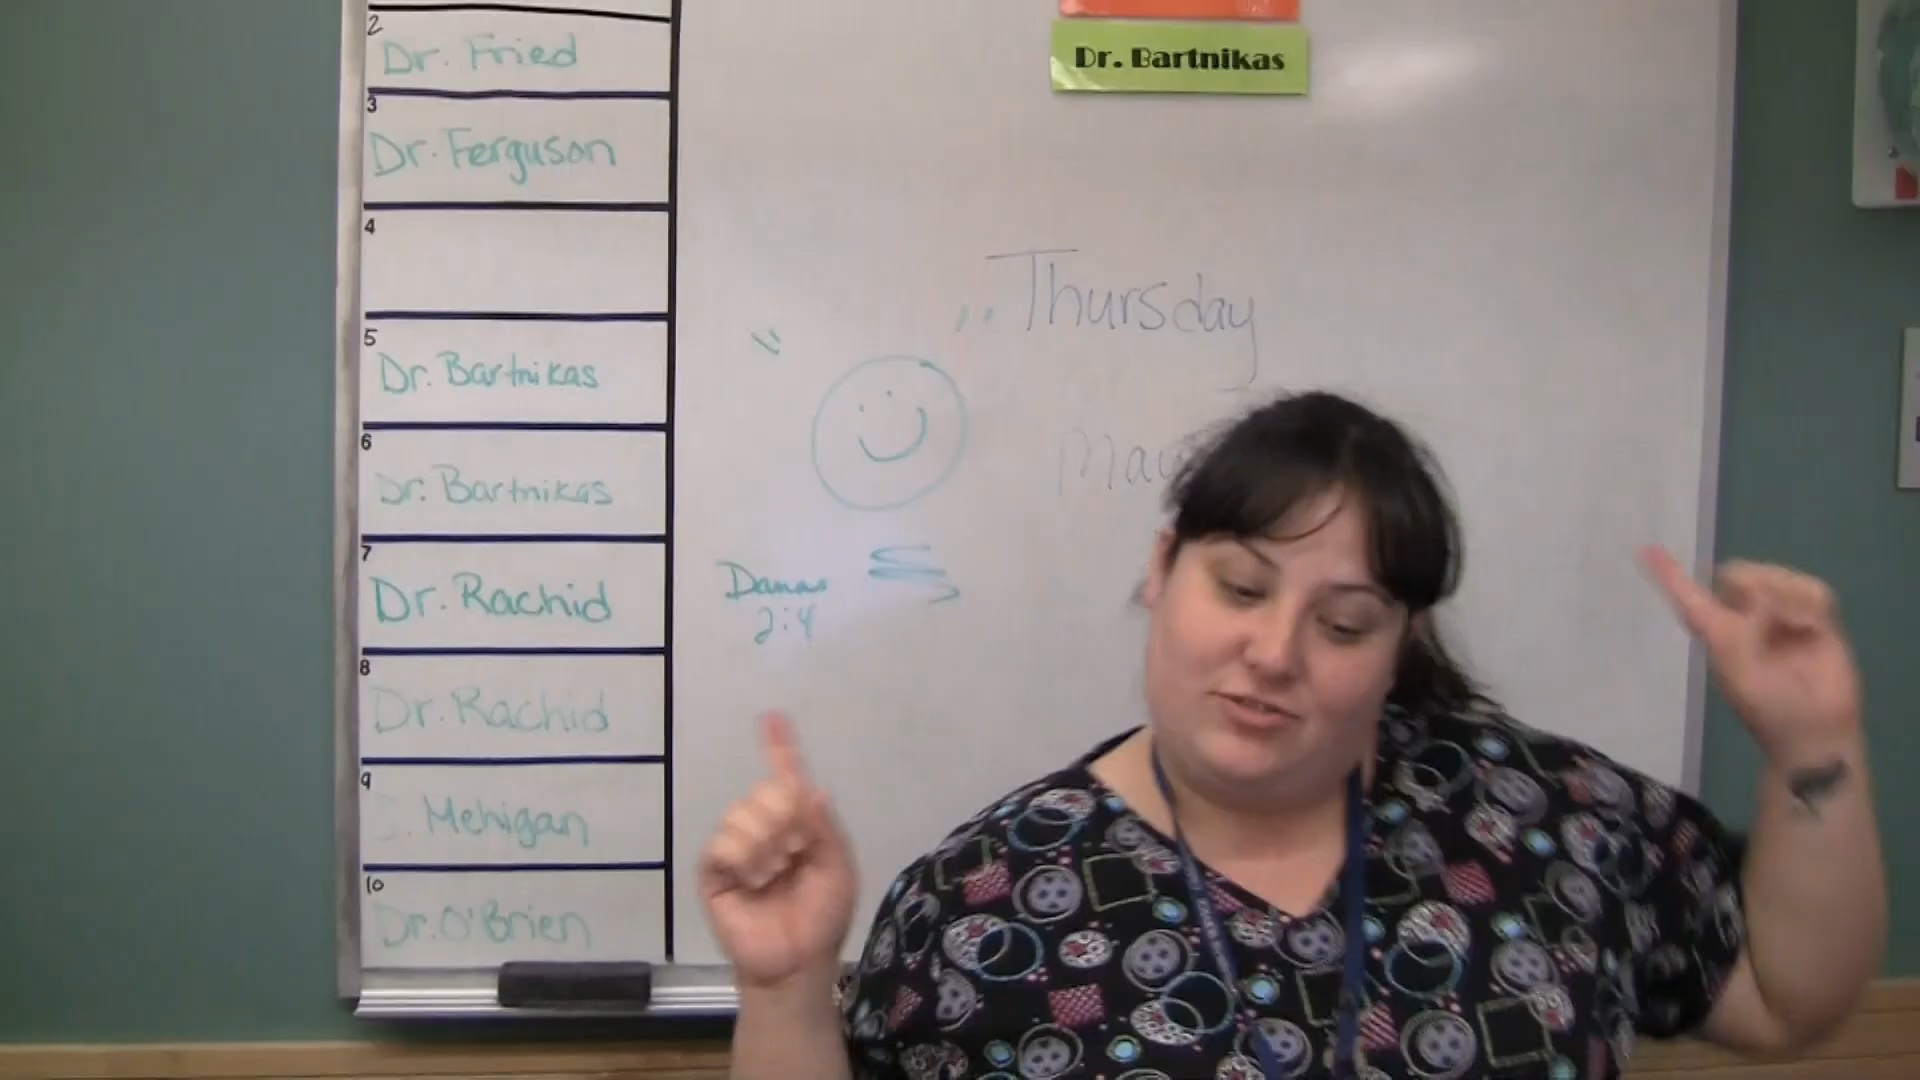 2
Dr. Fried
3
Dr. Ferguson
4
5
Dr. Bartnikas
6
Dr. Bartnikas
7
Dr. Rachid
8
Dr. Rachid
9
Mehigan
10
Dr. O'Brien
Dr. Bartnikas
Thursday
2:4